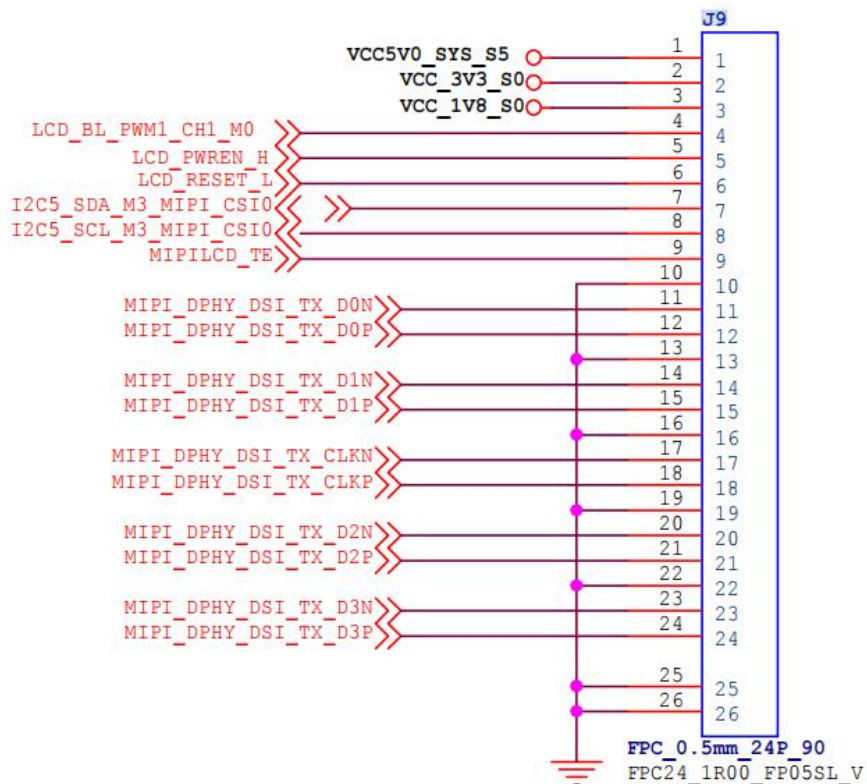 J9
VCC5V0_SYS_S5 1 1
VCC_3V3_S0 2 2
VCC_1V8_S0 3 3
LCD_BL_PWM1_CH1_M0 4 4
LCD_PWREN_H 5 5
LCD_RESET_L 6 6
I2C5_SDA_M3_MIPI_CSI0 7 7
I2C5_SCL_M3_MIPI_CSI0 8 8
MIPILCD_TE 9 9
10 10
MIPI_DPHY_DSI_TX_D0N 11 11
MIPI_DPHY_DSI_TX_D0P 12 12
13 13
MIPI_DPHY_DSI_TX_D1N 14 14
MIPI_DPHY_DSI_TX_D1P 15 15
16 16
MIPI_DPHY_DSI_TX_CLKN 17 17
MIPI_DPHY_DSI_TX_CLKP 18 18
19 19
MIPI_DPHY_DSI_TX_D2N 20 20
MIPI_DPHY_DSI_TX_D2P 21 21
22 22
MIPI_DPHY_DSI_TX_D3N 23 23
MIPI_DPHY_DSI_TX_D3P 24 24
25 25
26 26
FPC_0.5mm_24P_90
FPC24_1R00_FP05SL_V